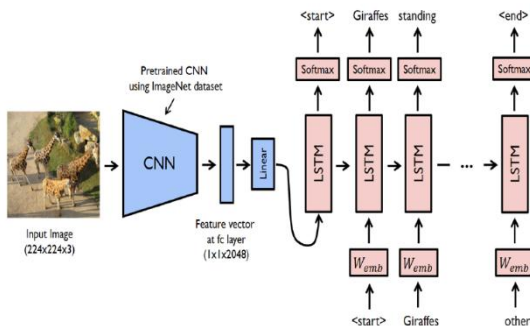 <start> Giraffes standing <end>
Softmax Softmax Softmax Softmax
Pretrained CNN
using ImageNet dataset
CNN
Linear
LSTM LSTM LSTM ... LSTM
Input Image
(224x224x3)
Feature vector
at fc layer
(1x1x2048)
W_emb W_emb W_emb
<start> Giraffes other